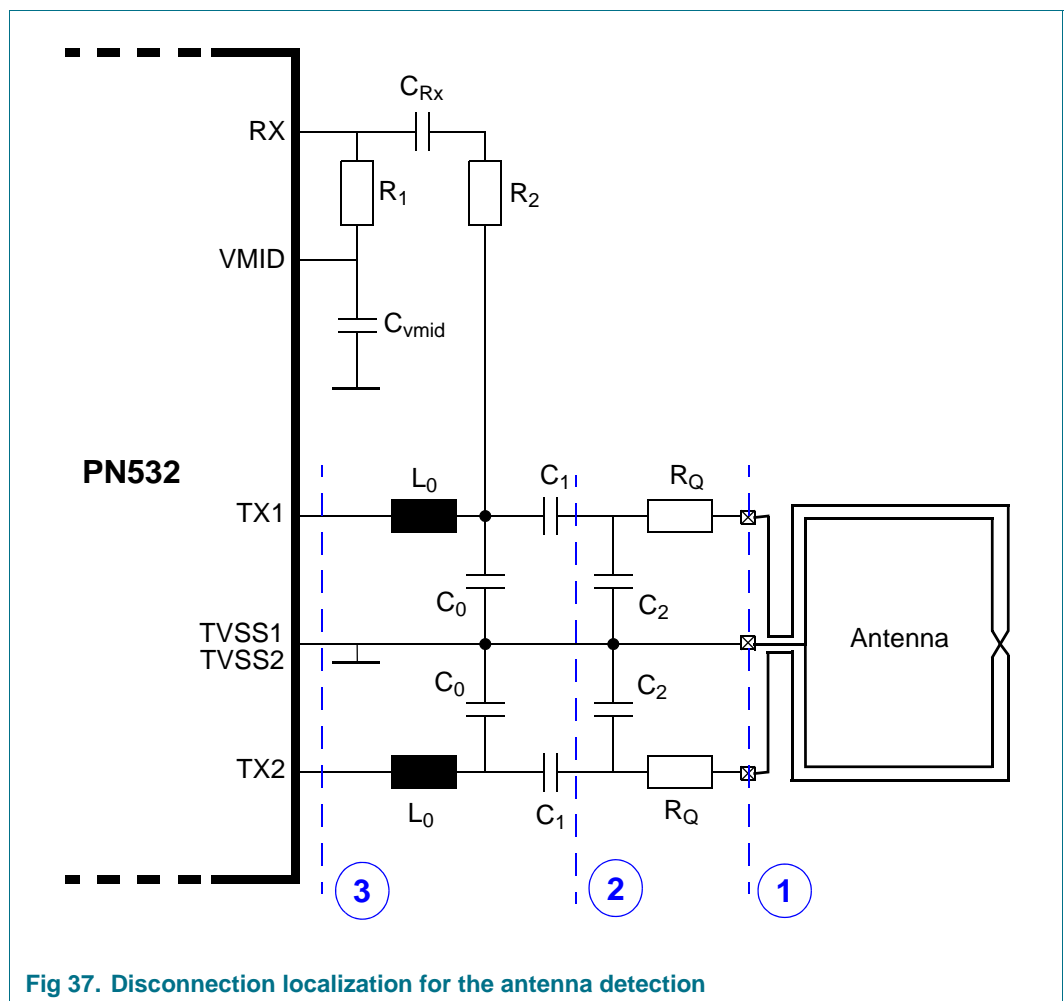 C_Rx
RX
R_1
R_2
VMID
C_vmid
PN532
L_0
C_1
R_Q
TX1
C_0
C_2
TVSS1
TVSS2
Antenna
C_0
C_2
TX2
L_0
C_1
R_Q
3
2
1
Fig 37. Disconnection localization for the antenna detection